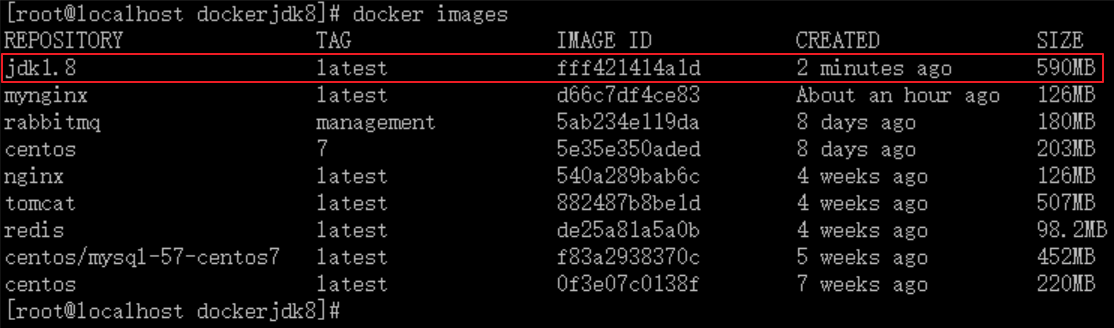 [root@localhost dockerjdk8]# docker images
REPOSITORY TAG IMAGE ID CREATED SIZE
jdk1.8 latest fff421414a1d 2 minutes ago 590MB
mynginx latest d66c7df4ce83 About an hour ago 126MB
rabbitmq management 5ab234e119da 8 days ago 180MB
centos 7 5e35e350aded 8 days ago 203MB
nginx latest 540a289bab6c 4 weeks ago 126MB
tomcat latest 882487b8be1d 4 weeks ago 507MB
redis latest de25a81a5a0b 4 weeks ago 98.2MB
centos/mysql-57-centos7 latest f83a2938370c 5 weeks ago 452MB
centos latest 0f3e07c0138f 7 weeks ago 220MB
[root@localhost dockerjdk8]#